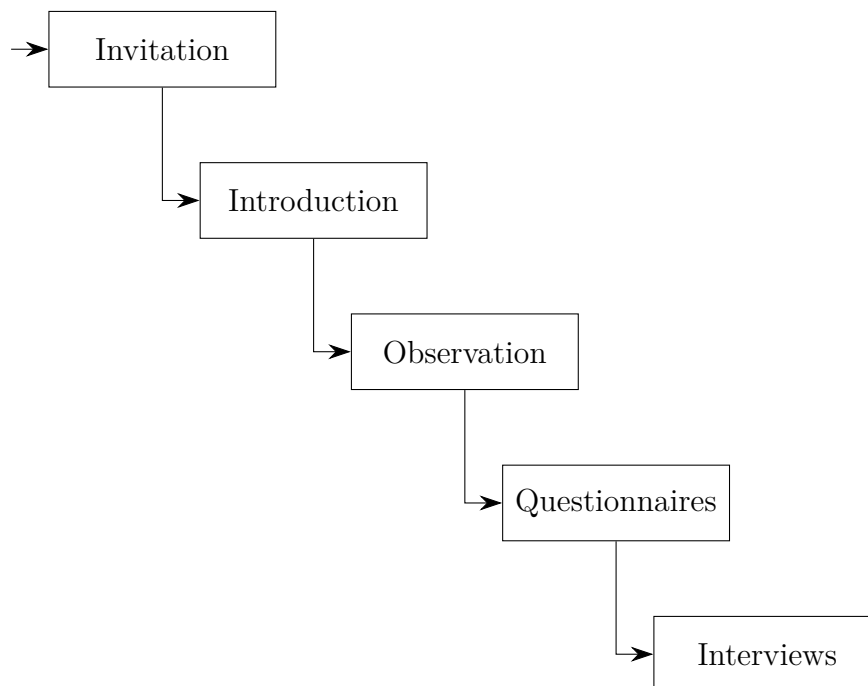 Invitation
Introduction
Observation
Questionnaires
Interviews